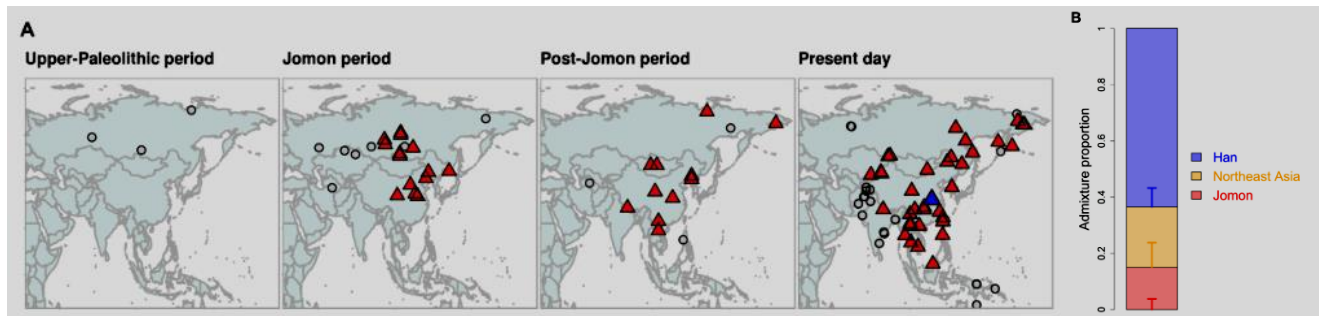 A
Upper-Paleolithic period
Jomon period
Post-Jomon period
Present day
B
Admixture proportion
1
0.8
0.6
0.4
0.2
0
Han
Northeast Asia
Jomon